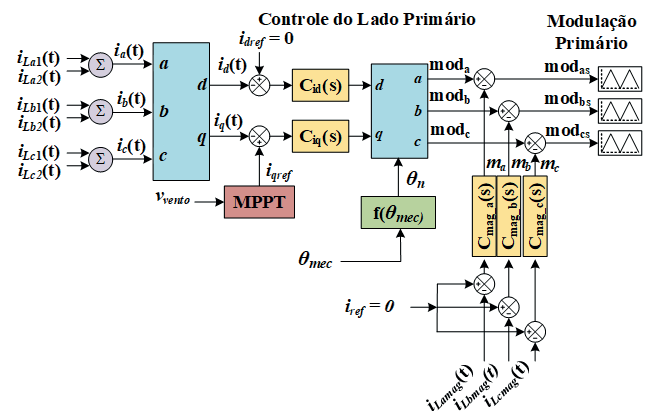 Controle do Lado Primário
Modulação
Primário
i_La1(t)
i_La2(t)
Σ
i_a(t)
i_Lb1(t)
i_Lb2(t)
Σ
i_b(t)
i_Lc1(t)
i_Lc2(t)
Σ
i_c(t)
a
b
c
d
q
i_d(t)
i_q(t)
i_dref = 0
i_qref
v_vento
MPPT
C_id(s)
C_iq(s)
d
q
a
b
c
θ_n
f(θ_mec)
θ_mec
mod_a
mod_b
mod_c
mod_as
mod_bs
mod_cs
m_a
m_b
m_c
C_mag_a(s)
C_mag_b(s)
C_mag_c(s)
i_ref = 0
i_Lamag(t)
i_Lbmag(t)
i_Lcmag(t)